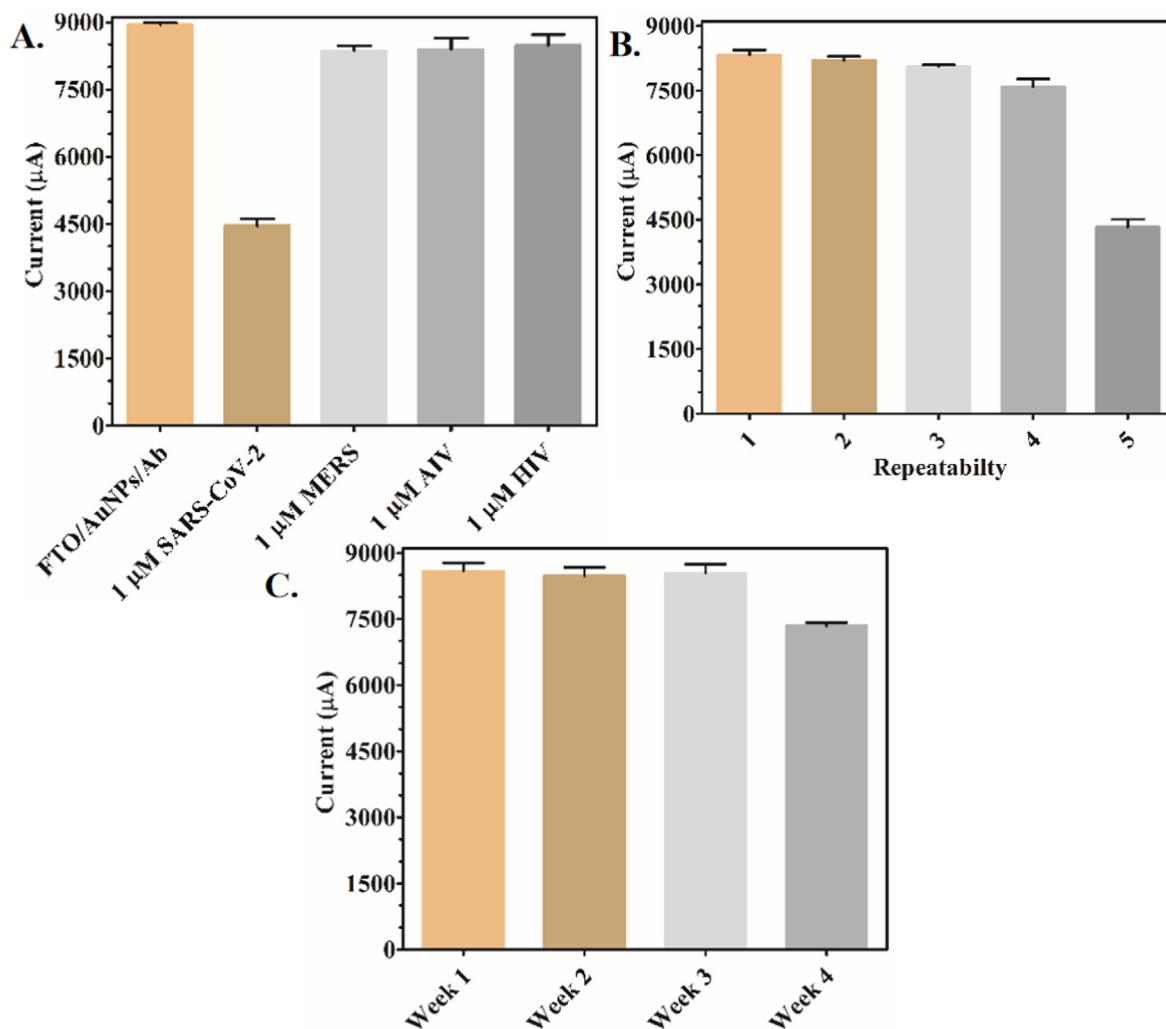 A.
Current (µA)
9000
7500
6000
4500
3000
1500
0
FTO/AuNPs/Ab
1 µM SARS-CoV-2
1 µM MERS
1 µM AIV
1 µM HIV
B.
Current (µA)
9000
7500
6000
4500
3000
1500
0
1
2
3
4
5
Repeatabilty
C.
Current (µA)
9000
7500
6000
4500
3000
1500
0
Week 1
Week 2
Week 3
Week 4